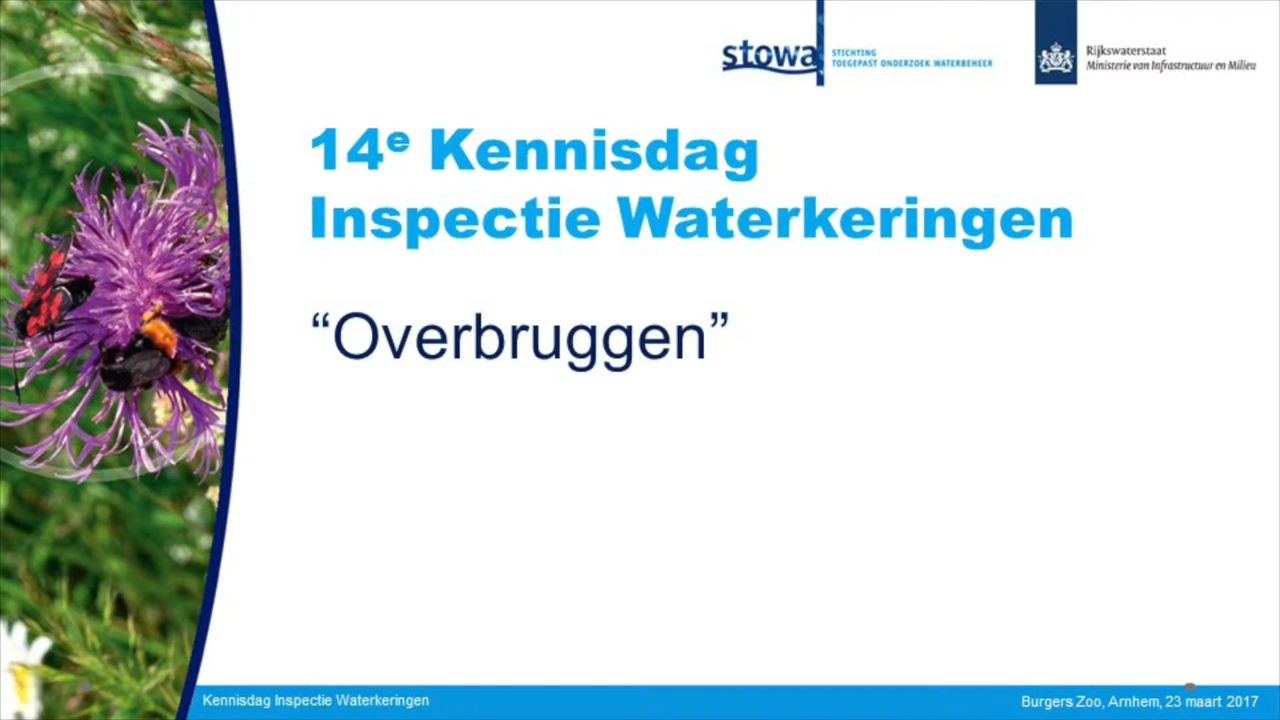 stowa
STICHTING
TOEGEPAST ONDERZOEK WATERBEHEER
Rijkswaterstaat
Ministerie van Infrastructuur en Milieu
14e Kennisdag
Inspectie Waterkeringen
“Overbruggen”
Kennisdag Inspectie Waterkeringen
Burgers Zoo, Arnhem, 23 maart 2017